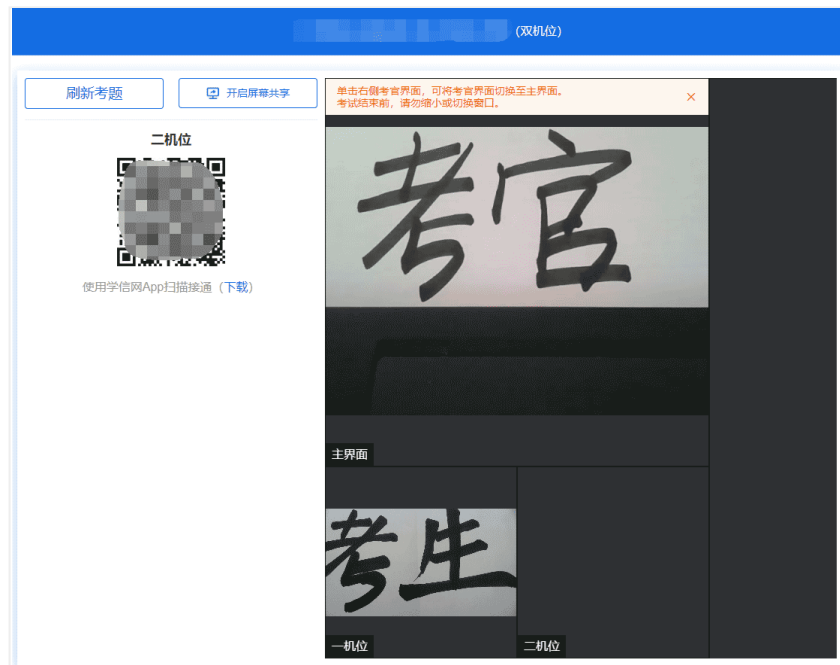 (双机位)
刷新考题
开启屏幕共享
二机位
使用学信网App扫描接通（下载）
单击右侧考官界面，可将考官界面切换至主界面。
考试结束前，请勿缩小或切换窗口。
考官
主界面
考生
一机位
二机位